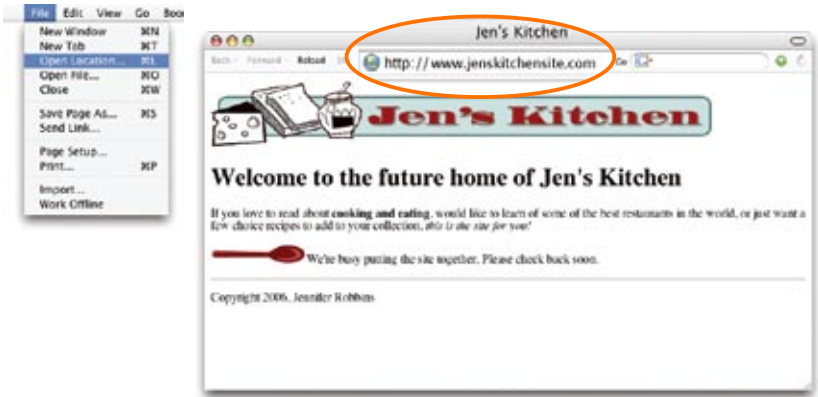 File Edit View Go Boo
New Window ⌘N
New Tab ⌘T
Open Location... ⌘L
Open File... ⌘O
Close ⌘W
Save Page As... ⌘S
Send Link...
Page Setup...
Print... ⌘P
Import...
Work Offline
Jen's Kitchen
Back Forward Reload
http://www.jenskitchensite.com
Go
Jen's Kitchen
Welcome to the future home of Jen's Kitchen
If you love to read about cooking and eating, would like to learn of some of the best restaurants in the world, or just want a
few choice recipes to add to your collection, this is the site for you!
We're busy putting the site together. Please check back soon.
Copyright 2006, Jennifer Robbins